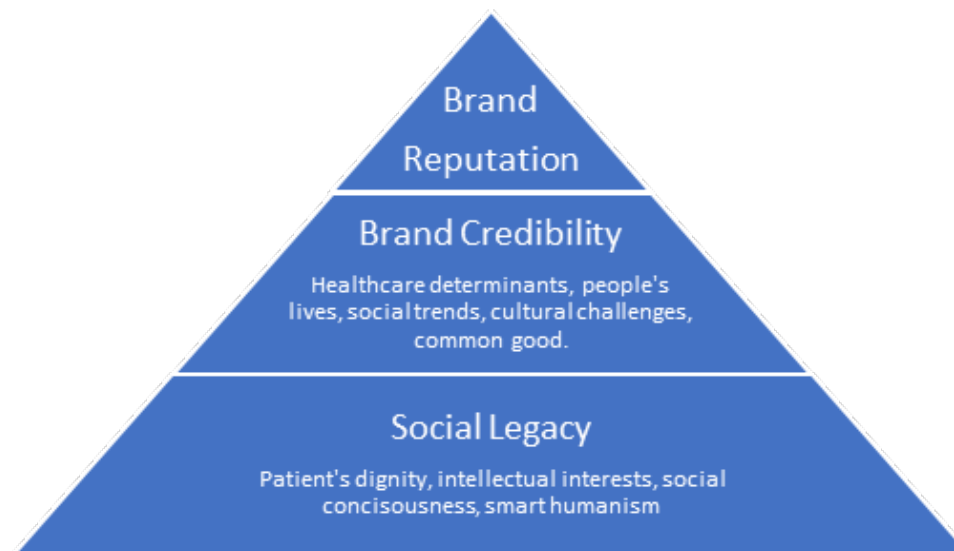 Brand
Reputation
Brand Credibility
Healthcare determinants, people's
lives, social trends, cultural challenges,
common good.
Social Legacy
Patient's dignity, intellectual interests, social
concisousness, smart humanism